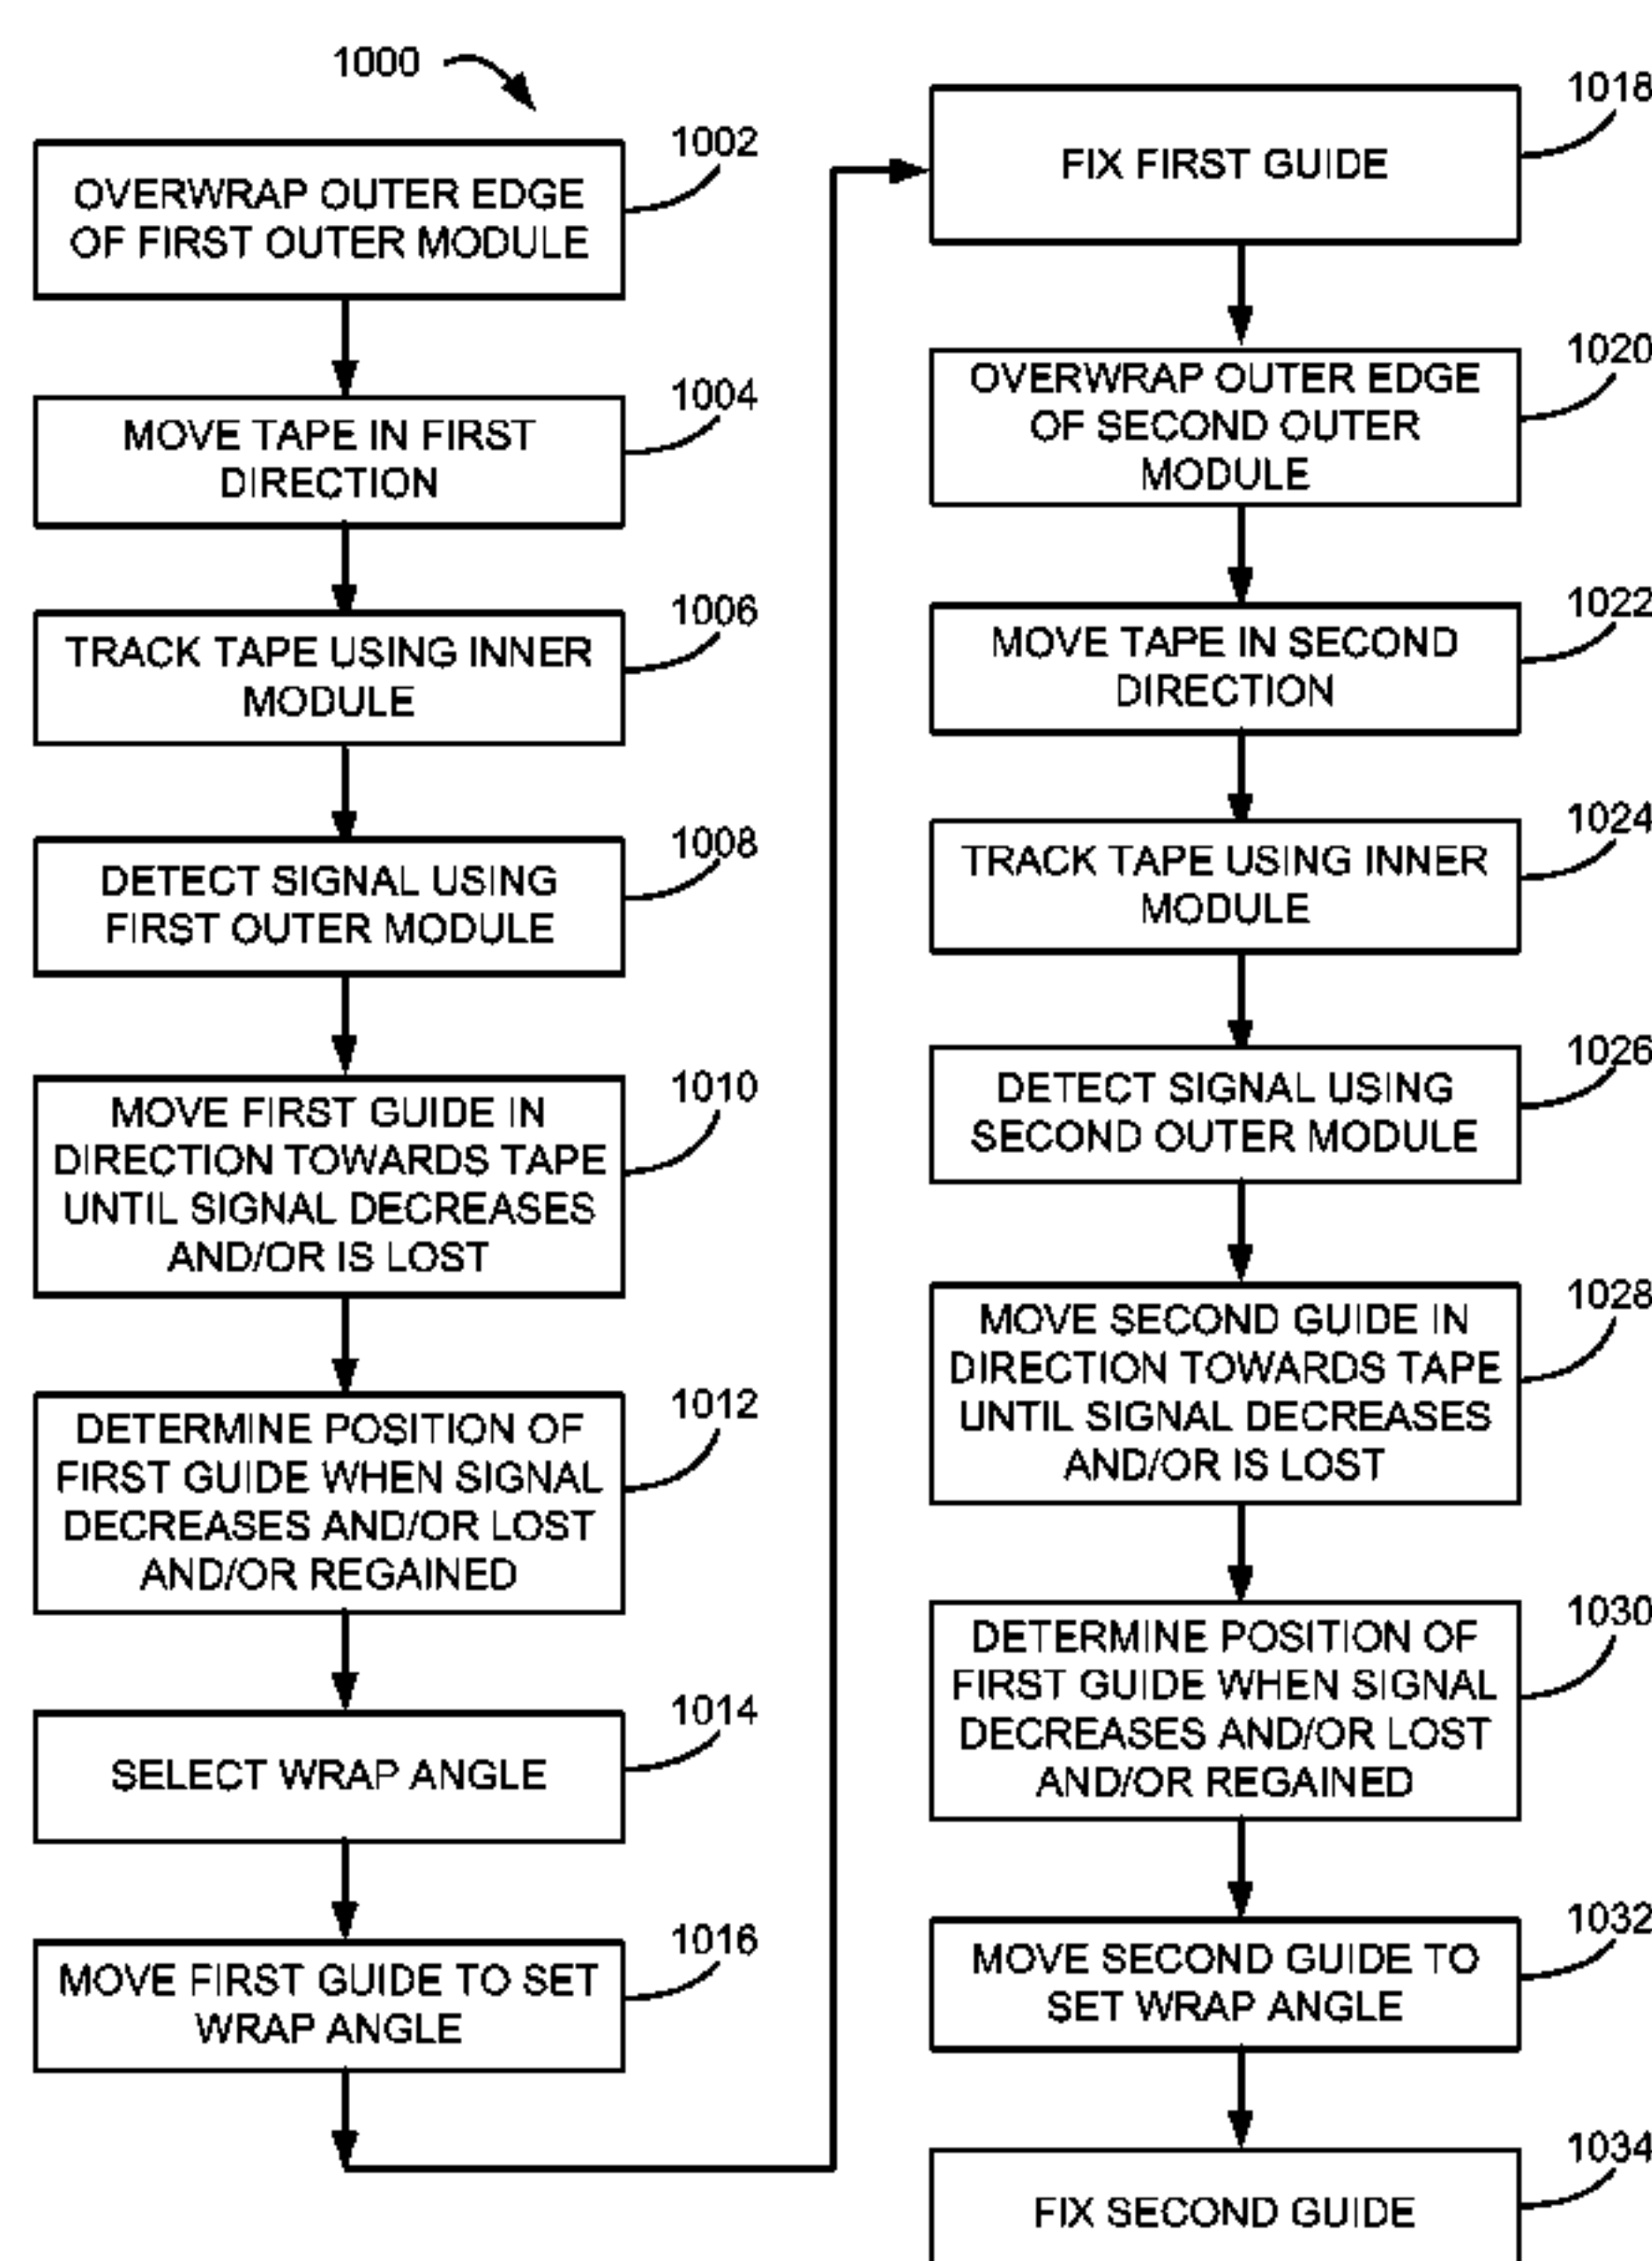 1000
1002
OVERWRAP OUTER EDGE
OF FIRST OUTER MODULE
1004
MOVE TAPE IN FIRST
DIRECTION
1006
TRACK TAPE USING INNER
MODULE
1008
DETECT SIGNAL USING
FIRST OUTER MODULE
1010
MOVE FIRST GUIDE IN
DIRECTION TOWARDS TAPE
UNTIL SIGNAL DECREASES
AND/OR IS LOST
1012
DETERMINE POSITION OF
FIRST GUIDE WHEN SIGNAL
DECREASES AND/OR LOST
AND/OR REGAINED
1014
SELECT WRAP ANGLE
1016
MOVE FIRST GUIDE TO SET
WRAP ANGLE
1018
FIX FIRST GUIDE
1020
OVERWRAP OUTER EDGE
OF SECOND OUTER
MODULE
1022
MOVE TAPE IN SECOND
DIRECTION
1024
TRACK TAPE USING INNER
MODULE
1026
DETECT SIGNAL USING
SECOND OUTER MODULE
1028
MOVE SECOND GUIDE IN
DIRECTION TOWARDS TAPE
UNTIL SIGNAL DECREASES
AND/OR IS LOST
1030
DETERMINE POSITION OF
FIRST GUIDE WHEN SIGNAL
DECREASES AND/OR LOST
AND/OR REGAINED
1032
MOVE SECOND GUIDE TO
SET WRAP ANGLE
1034
FIX SECOND GUIDE